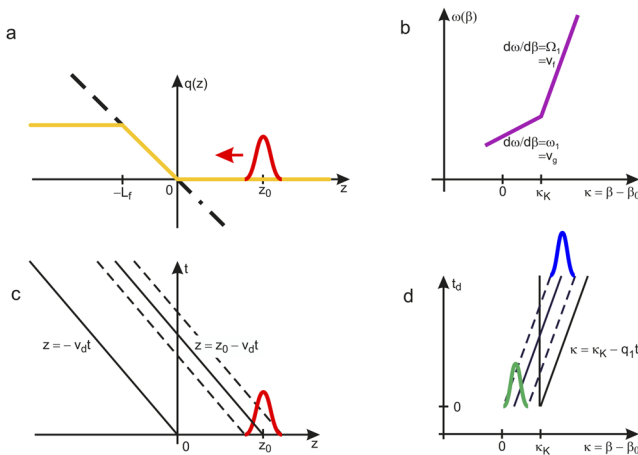 a
q(z)
−L_f
0
z_0
z
b
ω(β)
dω/dβ=Ω_1
=v_f
dω/dβ=ω_1
=v_g
0
κ_K
κ = β − β_0
c
t
z = − v_d t
z = z_0 − v_d t
0
z_0
z
d
t_d
κ = κ_K − q_1 t
0
0
κ_K
κ = β − β_0